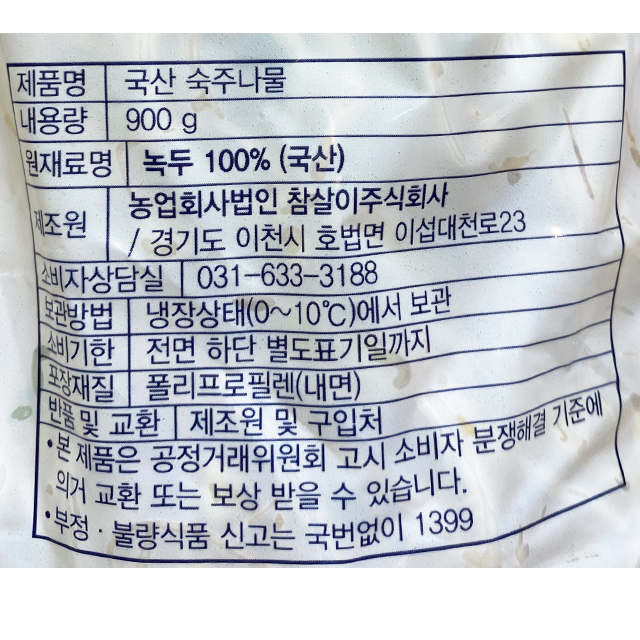 제품명 국산 숙주나물
내용량 900 g
원재료명 녹두 100% (국산)
제조원 농업회사법인 참살이주식회사
/ 경기도 이천시 호법면 이섭대천로23
소비자상담실 031-633-3188
보관방법 냉장상태(0~10℃)에서 보관
소비기한 전면 하단 별도표기일까지
포장재질 폴리프로필렌(내면)
반품 및 교환 제조원 및 구입처
•본 제품은 공정거래위원회 고시 소비자 분쟁해결 기준에
의거 교환 또는 보상 받을 수 있습니다.
•부정·불량식품 신고는 국번없이 1399